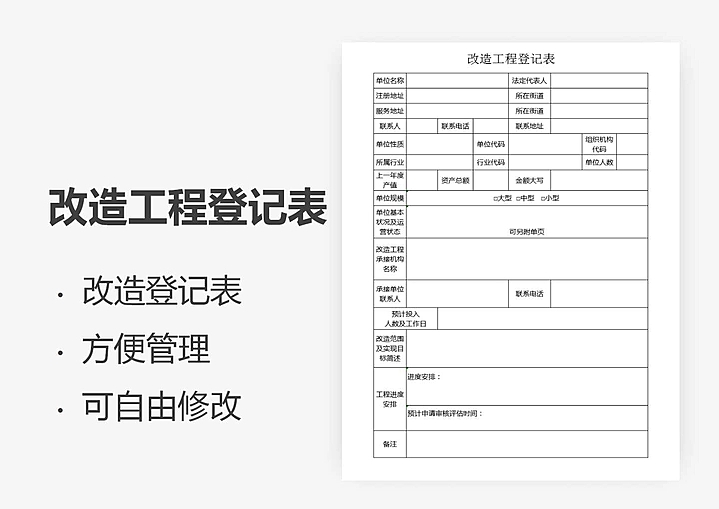 改造工程登记表
· 改造登记表
· 方便管理
· 可自由修改
改造工程登记表
单位名称 法定代表人
注册地址 所在街道
服务地址 所在街道
联系人 联系电话 联系地址
单位性质 单位代码 组织机构
代码
所属行业 行业代码 单位人数
上一年度
产值 资产总额 金额大写
单位规模 □大型 □中型 □小型
单位基本
状况及运
营状态 可另附单页
改造工程
承接机构
名称
承接单位
联系人 联系电话
预计投入
人数及工作日
改造范围
及实现目
标简述
工程进度
安排
进度安排：
预计申请审核评估时间：
备注